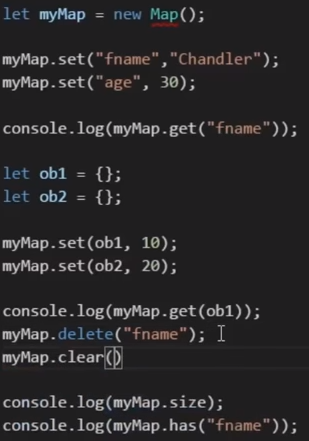 let myMap = new Map();
myMap.set("fname","Chandler");
myMap.set("age", 30);
console.log(myMap.get("fname"));
let ob1 = {};
let ob2 = {};
myMap.set(ob1, 10);
myMap.set(ob2, 20);
console.log(myMap.get(ob1));
myMap.delete("fname");
myMap.clear()
console.log(myMap.size);
console.log(myMap.has("fname"));